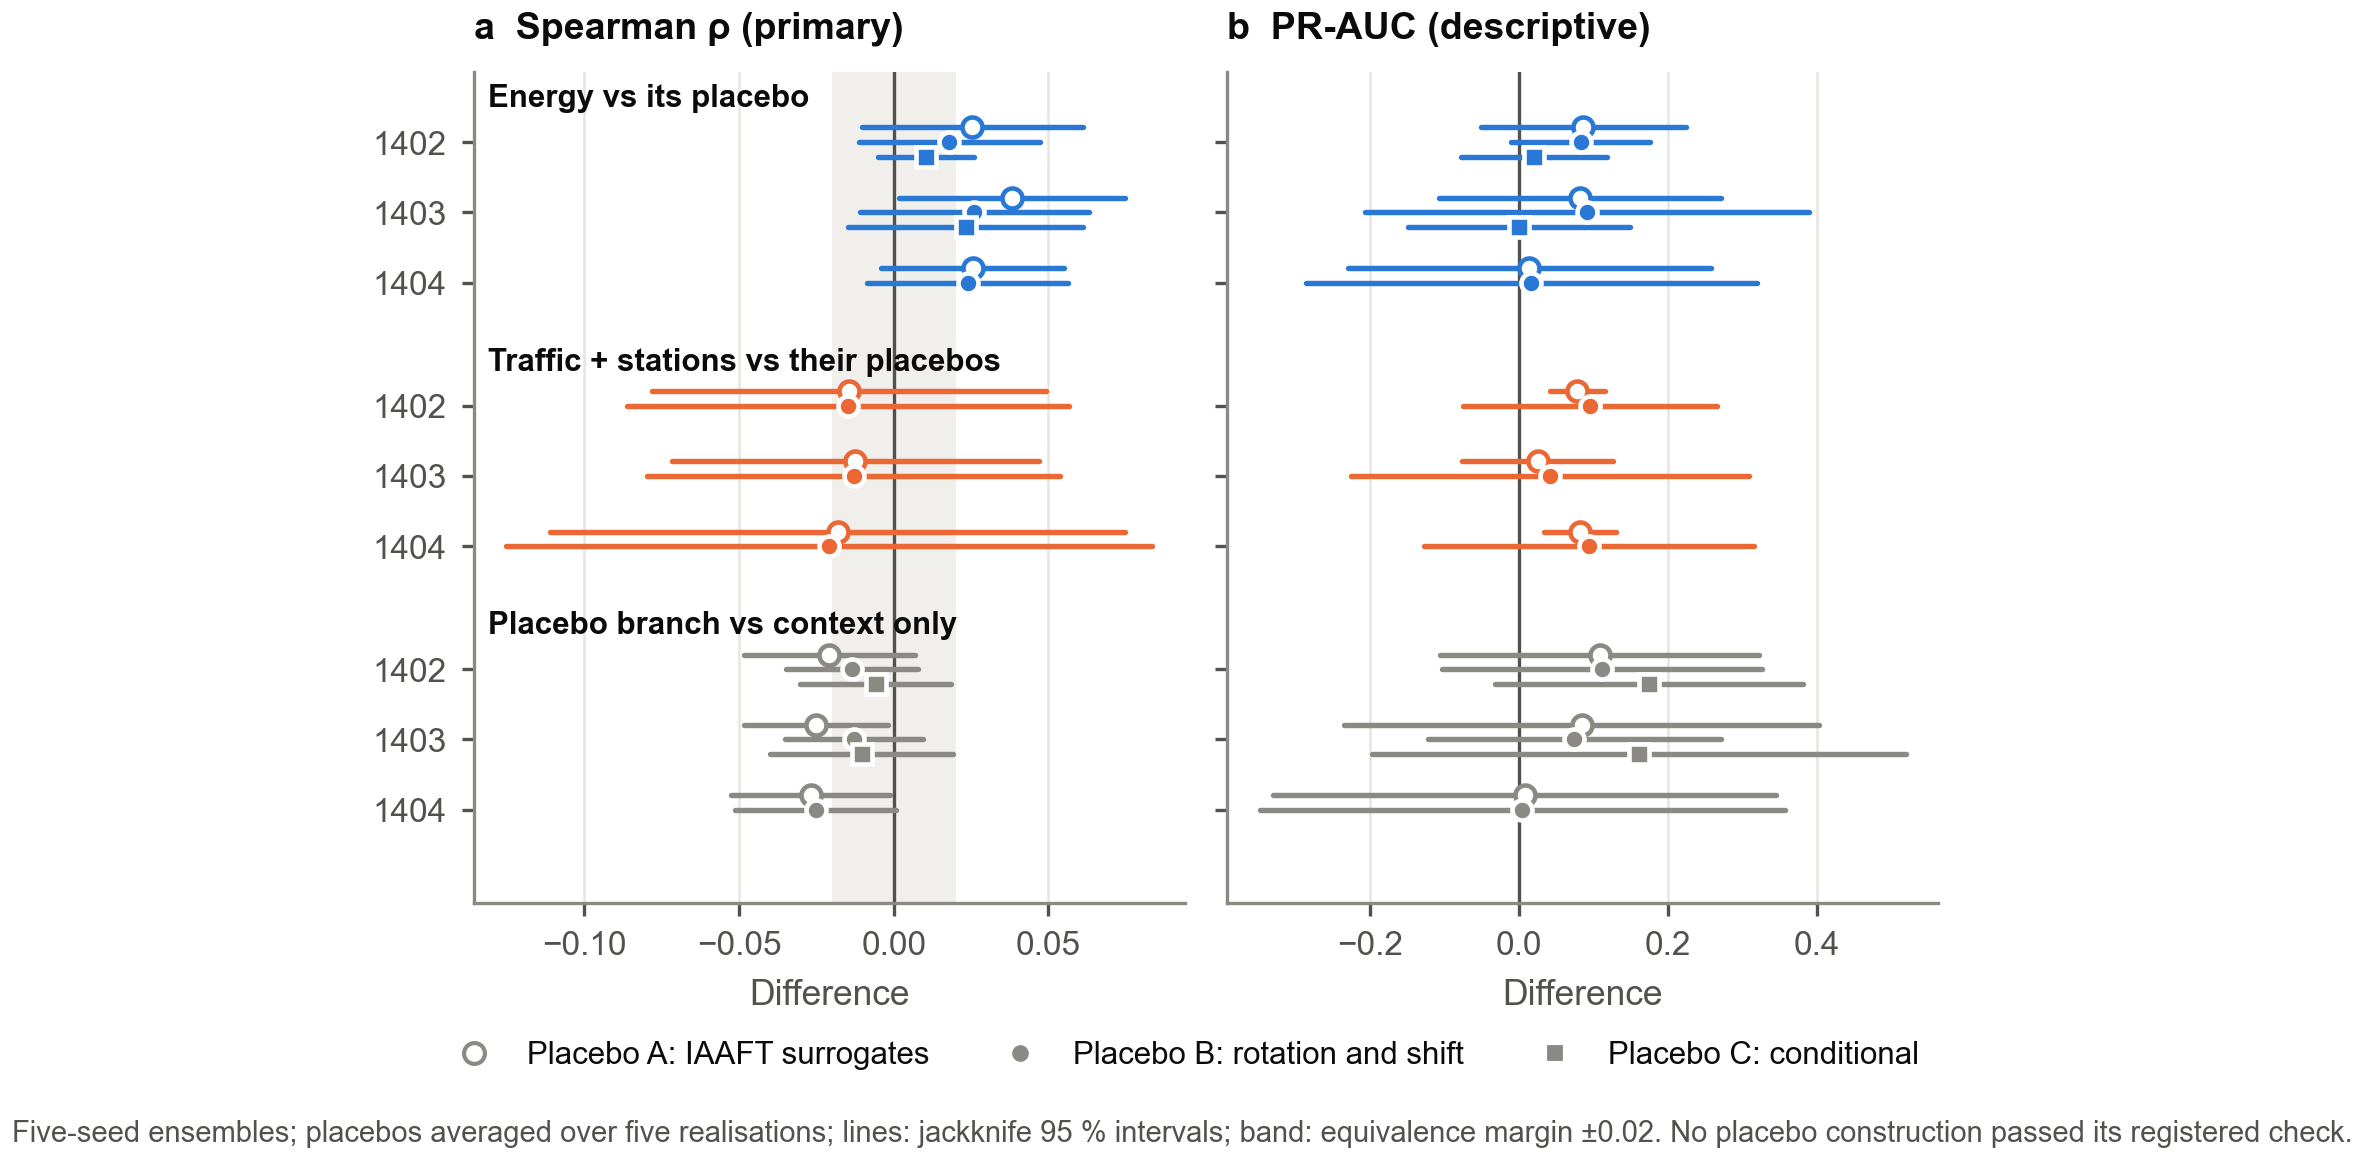 a Spearman ρ (primary)
Energy vs its placebo
1402
1403
1404
Traffic + stations vs their placebos
1402
1403
1404
Placebo branch vs context only
1402
1403
1404
−0.10 −0.05 0.00 0.05
Difference
b PR-AUC (descriptive)
−0.2 0.0 0.2 0.4
Difference
Placebo A: IAAFT surrogates Placebo B: rotation and shift Placebo C: conditional
Five-seed ensembles; placebos averaged over five realisations; lines: jackknife 95 % intervals; band: equivalence margin ±0.02. No placebo construction passed its registered check.